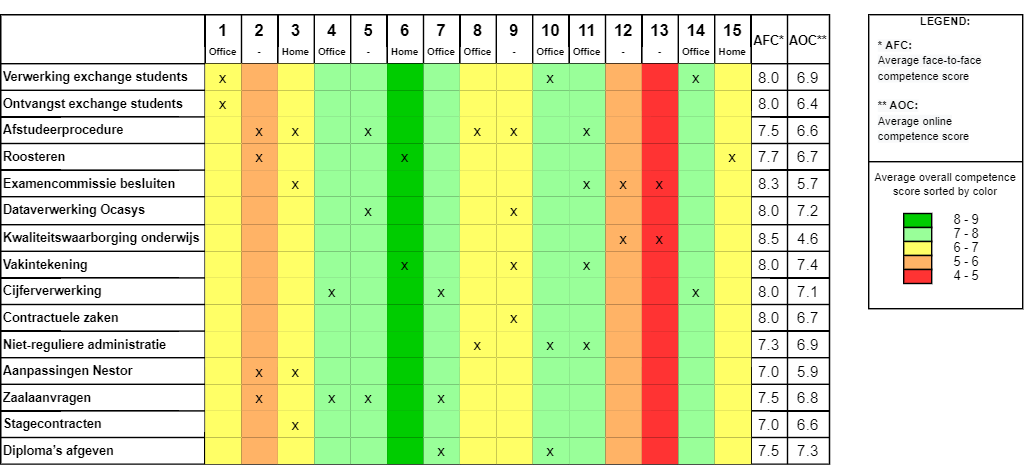 1 2 3 4 5 6 7 8 9 10 11 12 13 14 15 AFC* AOC**
Office - Home Office - Home Office Office - Office Office - - Office Home
Verwerking exchange students x x x 8.0 6.9
Ontvangst exchange students x 8.0 6.4
Afstudeerprocedure x x x x x x 7.5 6.6
Roosteren x x x 7.7 6.7
Examencommissie besluiten x x x x 8.3 5.7
Dataverwerking Ocasys x x 8.0 7.2
Kwaliteitswaarborging onderwijs x x 8.5 4.6
Vakintekening x x x 8.0 7.4
Cijferverwerking x x x 8.0 7.1
Contractuele zaken x 8.0 6.7
Niet-reguliere administratie x x x 7.3 6.9
Aanpassingen Nestor x x 7.0 5.9
Zaalaanvragen x x x x 7.5 6.8
Stagecontracten x 7.0 6.6
Diploma's afgeven x x 7.5 7.3
LEGEND:
* AFC:
Average face-to-face
competence score
** AOC:
Average online
competence score
Average overall competence
score sorted by color
8 - 9
7 - 8
6 - 7
5 - 6
4 - 5